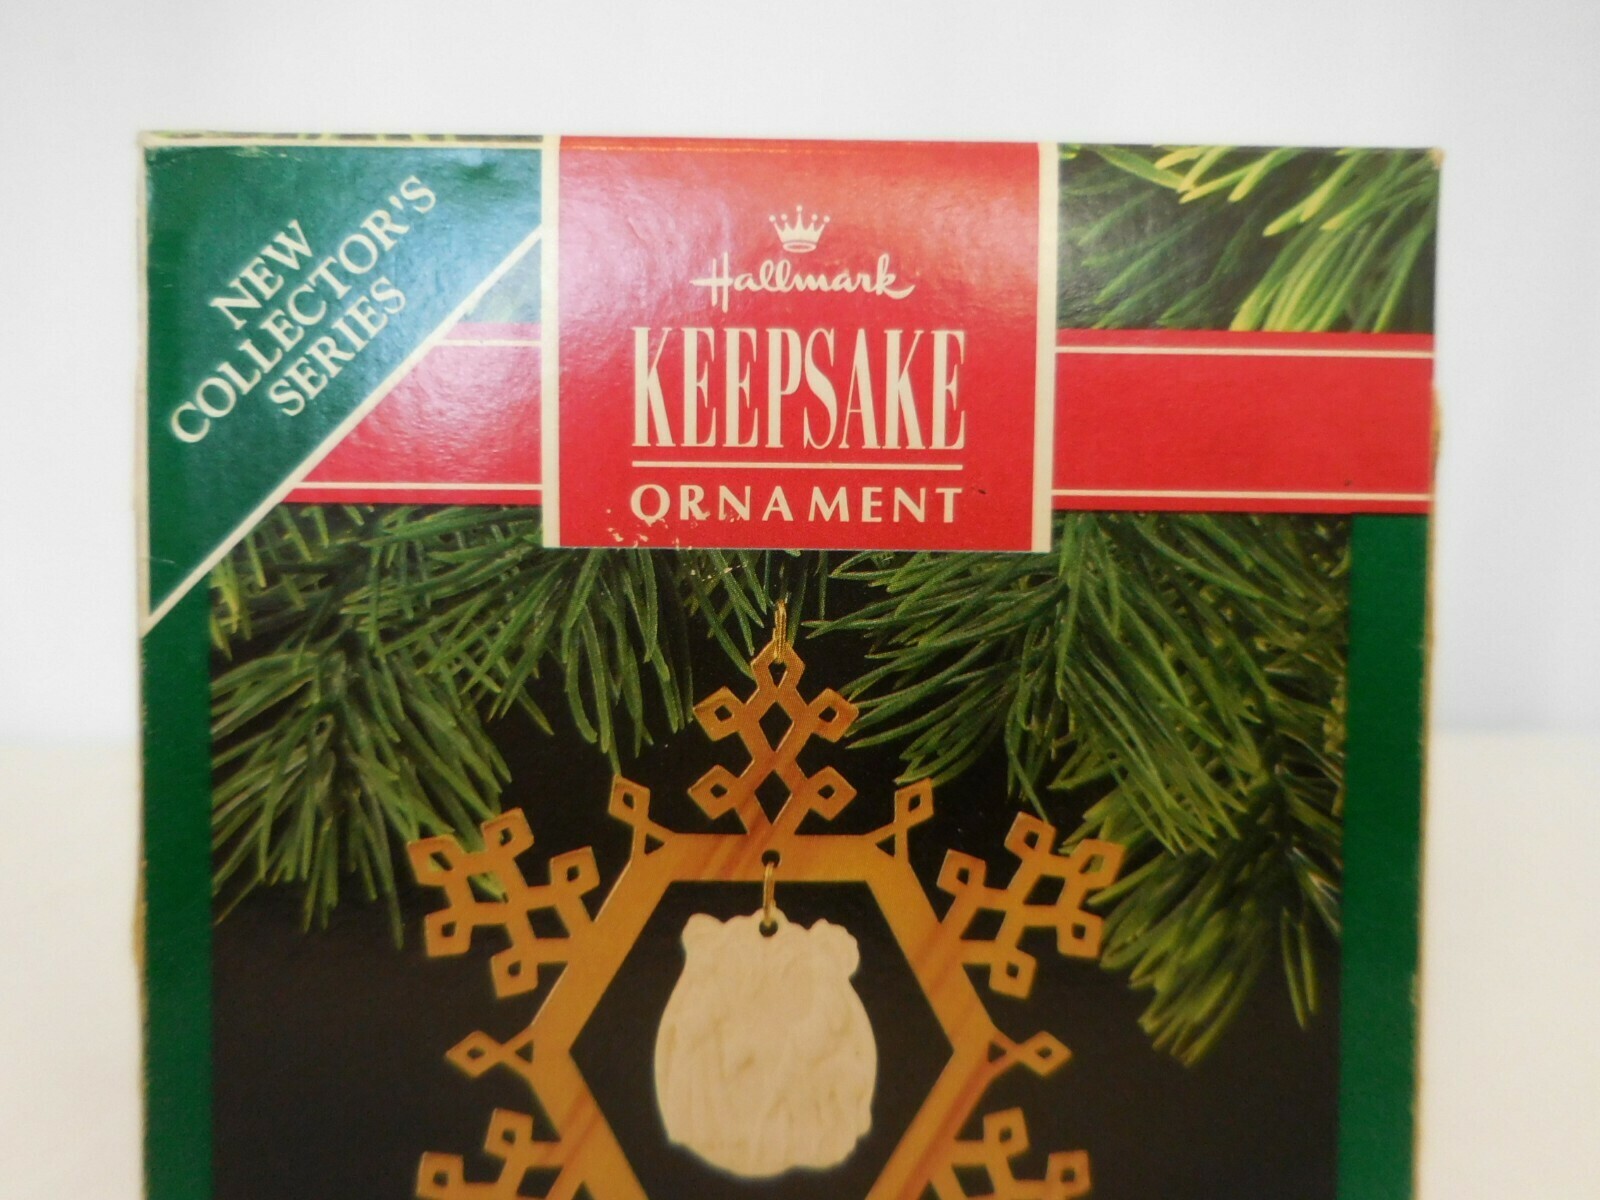 NEW
COLLECTOR'S
SERIES
Hallmark
KEEPSAKE
ORNAMENT